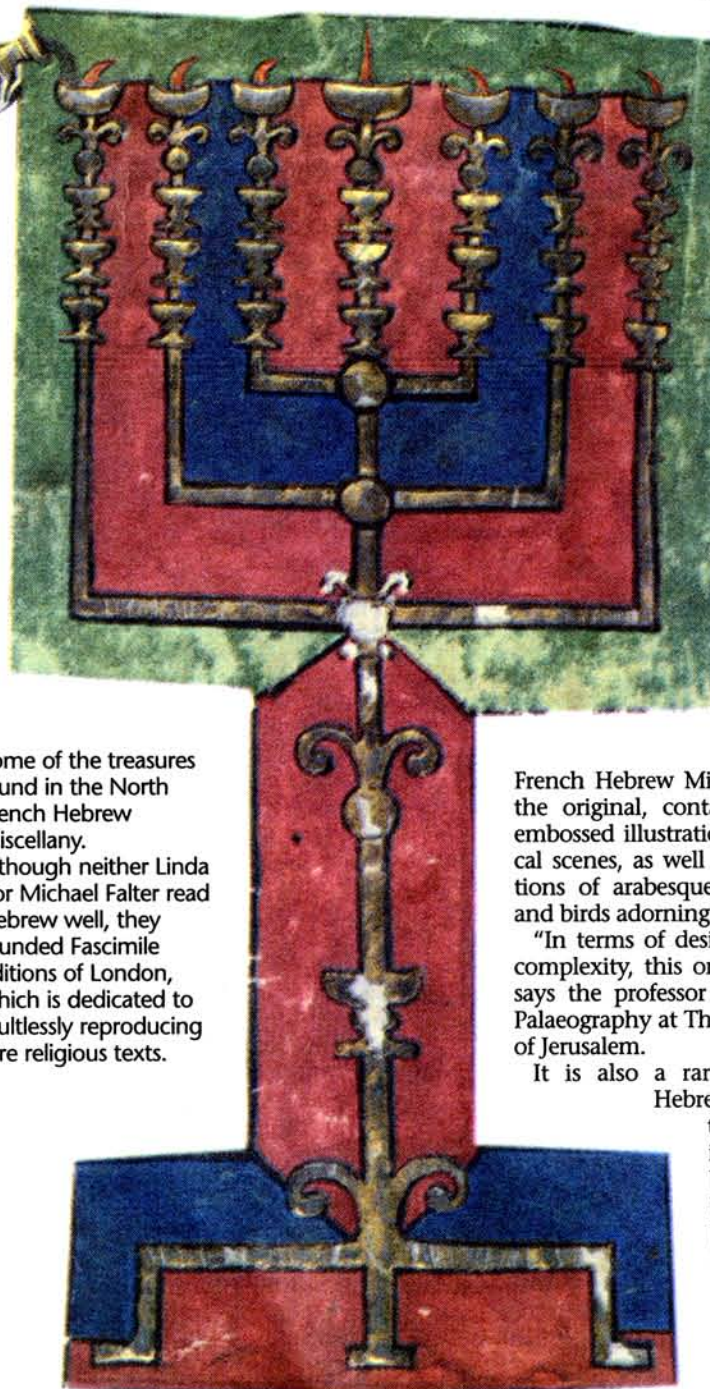 ome of the treasures
und in the North
ench Hebrew
iscellany.
though neither Linda
or Michael Falter read
ebrew well, they
unded Fascimile
ditions of London,
hich is dedicated to
ultlessly reproducing
re religious texts.
French Hebrew Mi
the original, conta
embossed illustratio
cal scenes, as well
tions of arabesque
and birds adorning
“In terms of desi
complexity, this or
says the professor
Palaeography at Th
of Jerusalem.
It is also a rar
Hebre